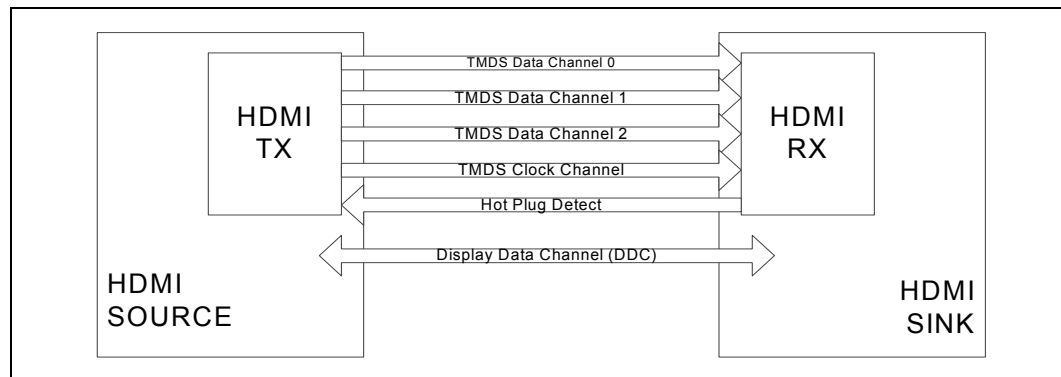 TMDS Data Channel 0
TMDS Data Channel 1
TMDS Data Channel 2
TMDS Clock Channel
Hot Plug Detect
Display Data Channel (DDC)
HDMI
TX
HDMI
RX
HDMI
SOURCE
HDMI
SINK